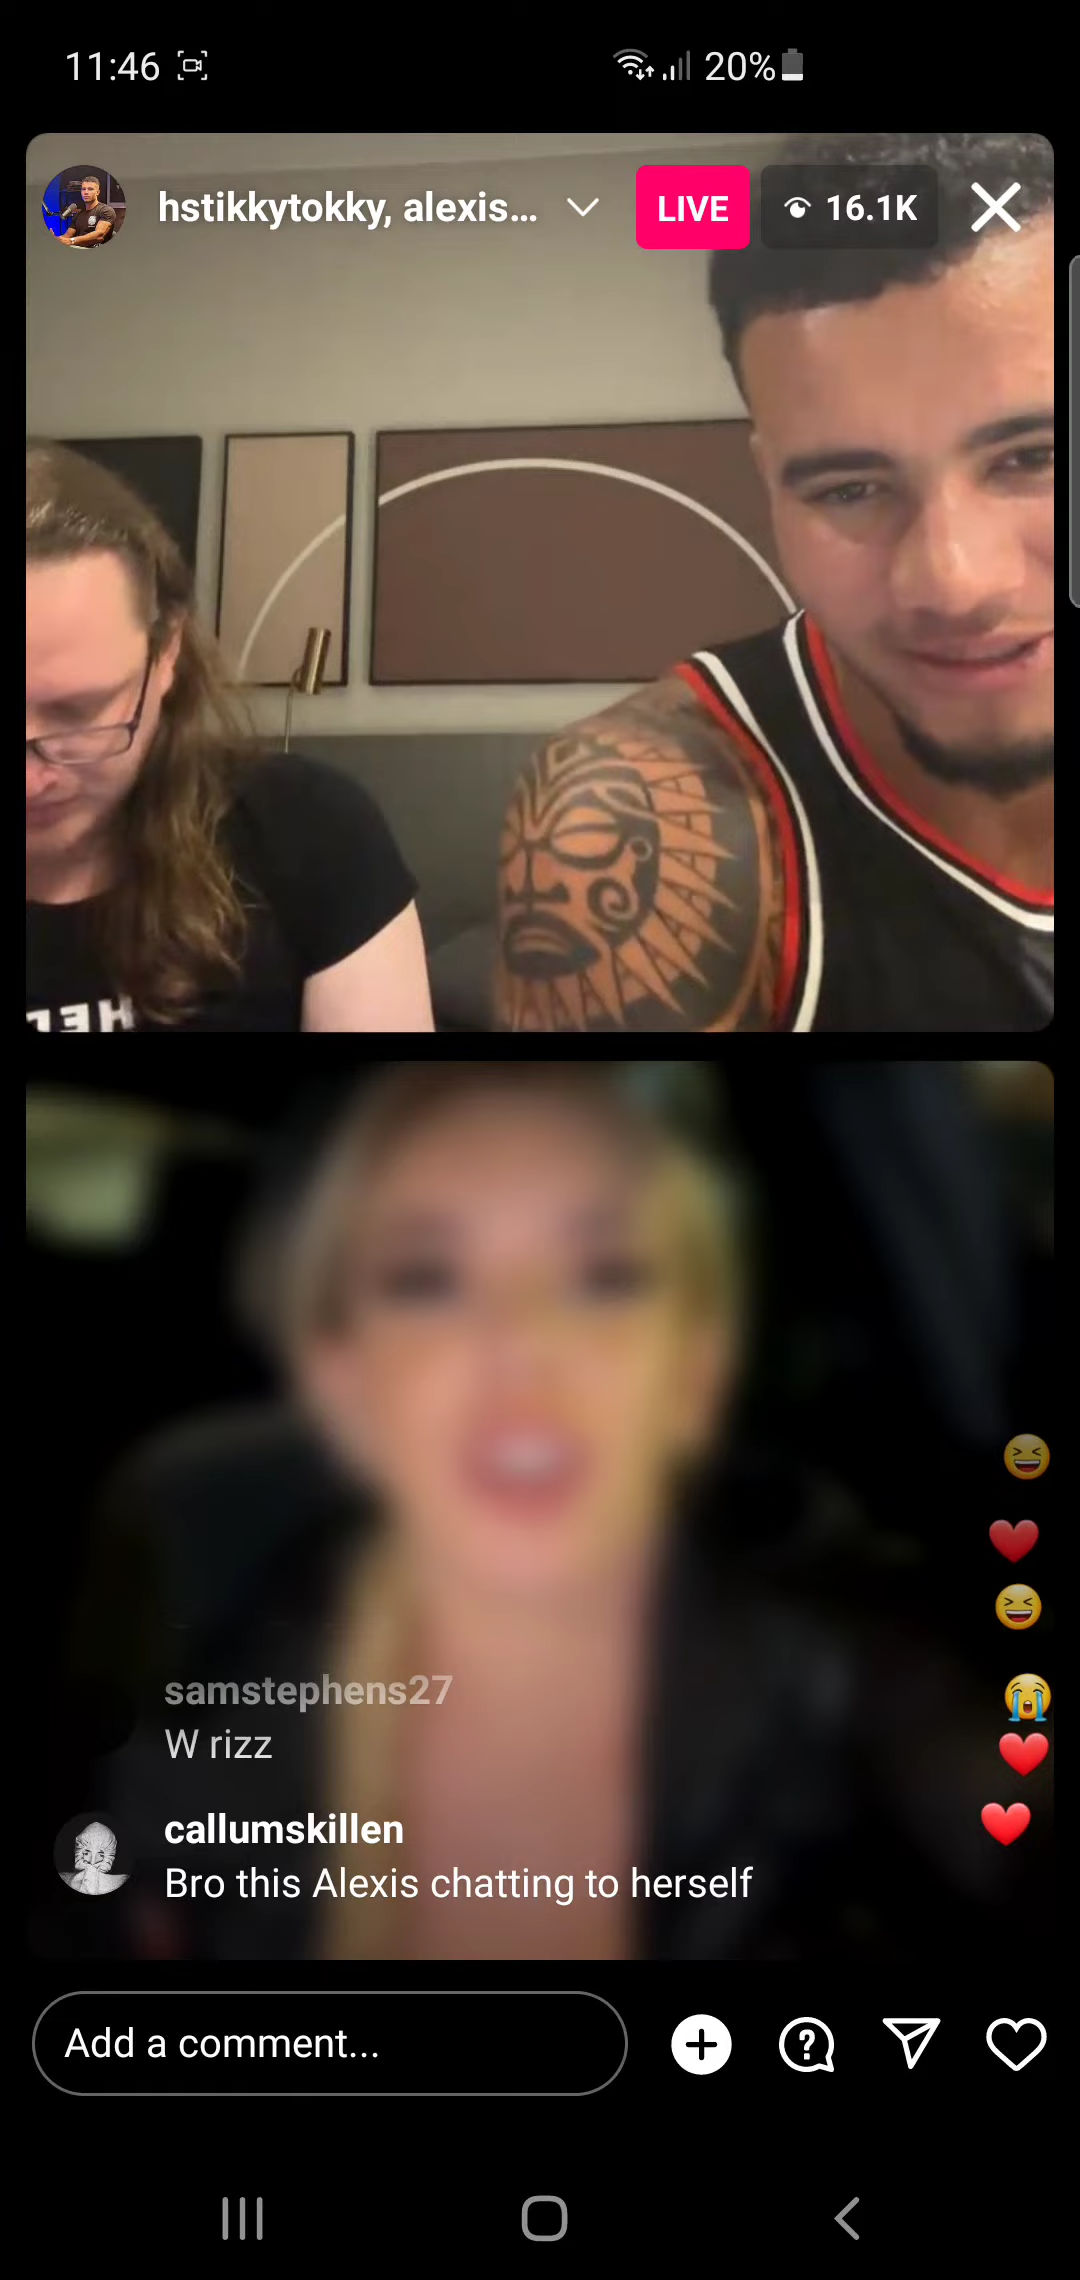 11:46
20%
hstikkytokky, alexis...
LIVE
16.1K
samstephens27
W rizz
callumskillen
Bro this Alexis chatting to herself
Add a comment...